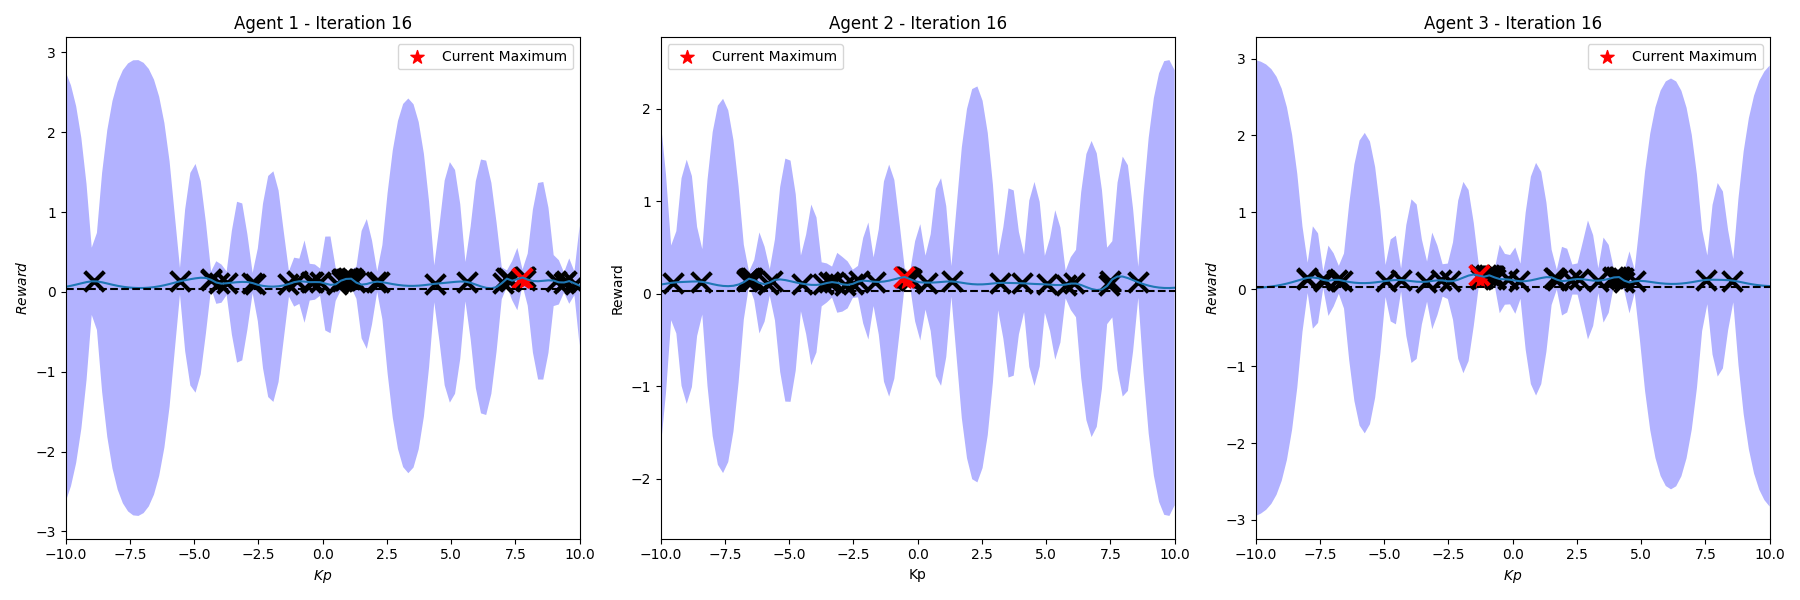 Agent 1 - Iteration 16
Current Maximum
3
2
1
0
−1
−2
−3
Reward
−10.0 −7.5 −5.0 −2.5 0.0 2.5 5.0 7.5 10.0
Kp
Agent 2 - Iteration 16
Current Maximum
2
1
0
−1
−2
Reward
−10.0 −7.5 −5.0 −2.5 0.0 2.5 5.0 7.5 10.0
Kp
Agent 3 - Iteration 16
Current Maximum
3
2
1
0
−1
−2
−3
Reward
−10.0 −7.5 −5.0 −2.5 0.0 2.5 5.0 7.5 10.0
Kp